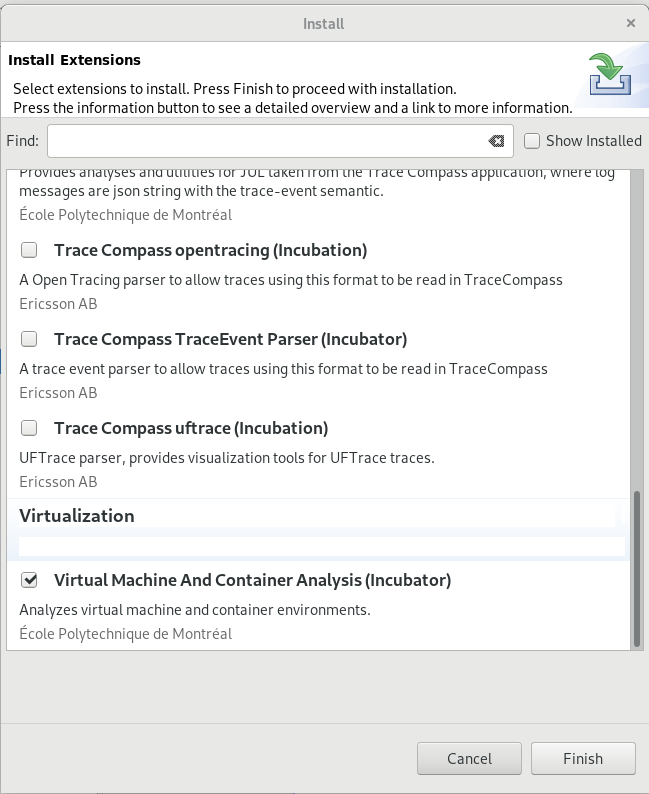 Install
Install Extensions
Select extensions to install. Press Finish to proceed with installation.
Press the information button to see a detailed overview and a link to more information.
Find:
Show Installed
Provides analyses and utilities for JUL taken from the Trace Compass application, where log
messages are json string with the trace-event semantic.
École Polytechnique de Montréal
Trace Compass opentracing (Incubation)
A Open Tracing parser to allow traces using this format to be read in TraceCompass
Ericsson AB
Trace Compass TraceEvent Parser (Incubator)
A trace event parser to allow traces using this format to be read in TraceCompass
Ericsson AB
Trace Compass uftrace (Incubation)
UFTrace parser, provides visualization tools for UFTrace traces.
Ericsson AB
Virtualization
Virtual Machine And Container Analysis (Incubator)
Analyzes virtual machine and container environments.
École Polytechnique de Montréal
Cancel
Finish